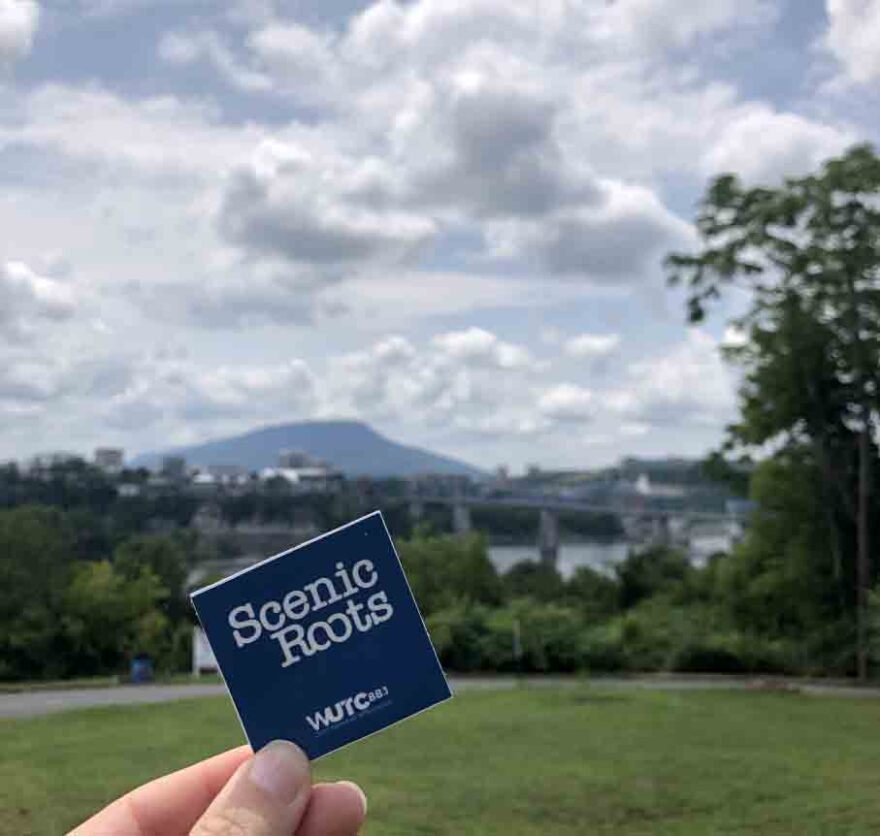 Scenic
Roots
WUTC 88.1